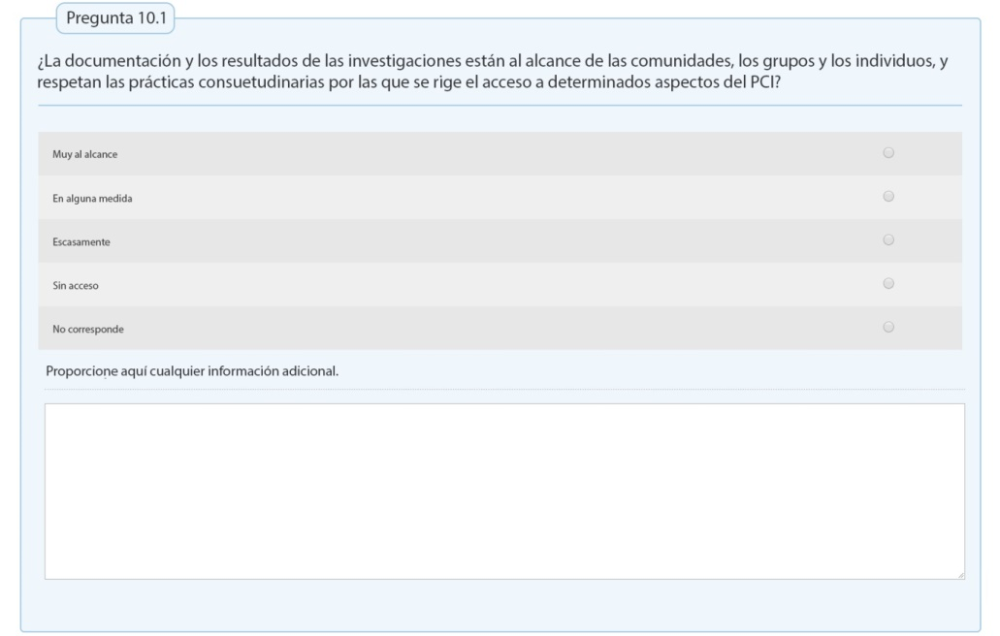 Pregunta 10.1
¿La documentación y los resultados de las investigaciones están al alcance de las comunidades, los grupos y los individuos, y
respetan las prácticas consuetudinarias por las que se rige el acceso a determinados aspectos del PCI?
Muy al alcance
En alguna medida
Escasamente
Sin acceso
No corresponde
Proporcione aquí cualquier información adicional.